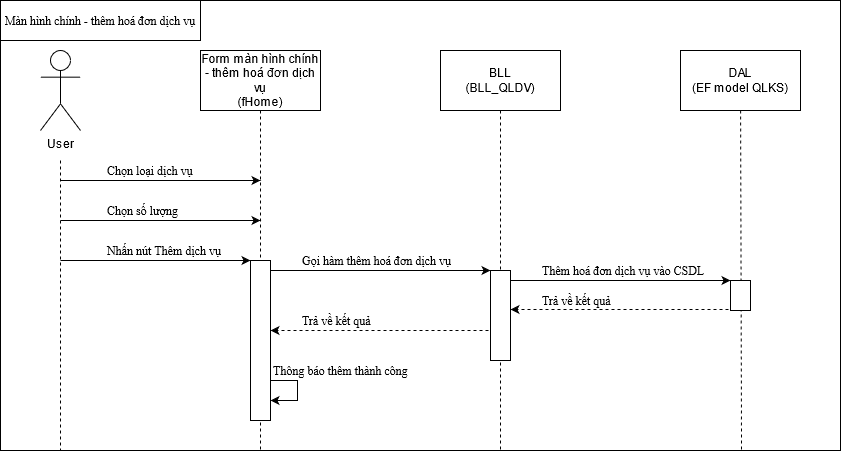 Màn hình chính - thêm hoá đơn dịch vụ
User
Form màn hình chính
- thêm hoá đơn dịch
vụ
(fHome)
BLL
(BLL_QLDV)
DAL
(EF model QLKS)
Chọn loại dịch vụ
Chọn số lượng
Nhấn nút Thêm dịch vụ
Gọi hàm thêm hoá đơn dịch vụ
Thêm hoá đơn dịch vụ vào CSDL
Trả về kết quả
Trả về kết quả
Thông báo thêm thành công